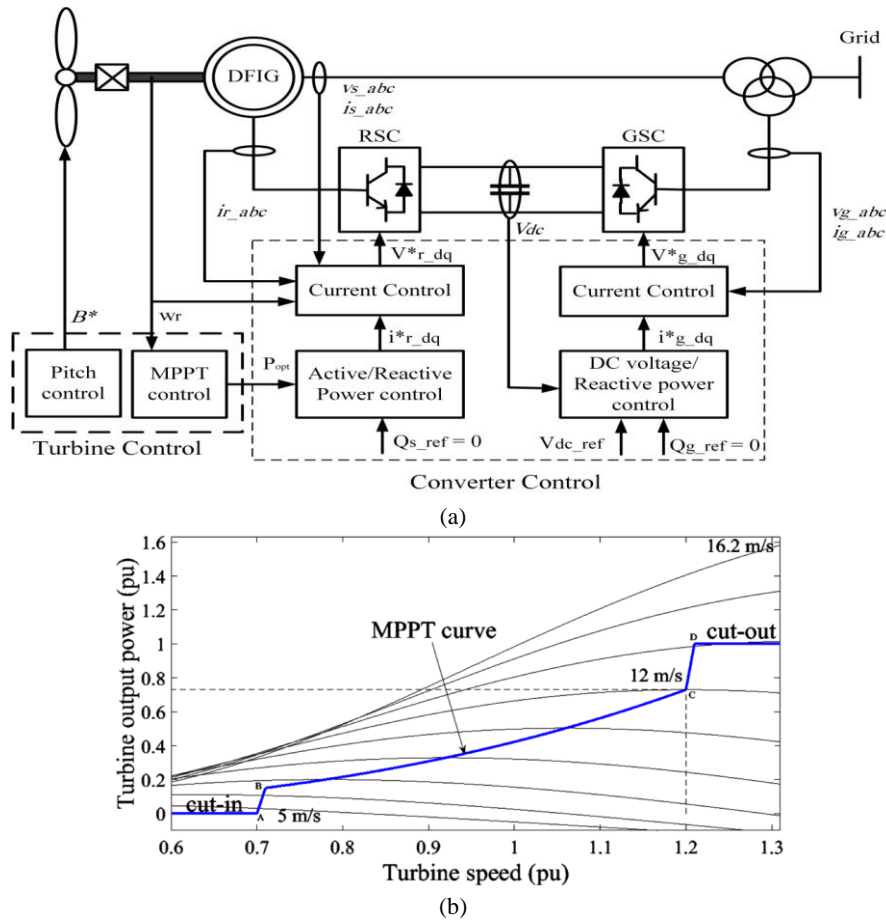 Grid
DFIG
vs_abc
is_abc
RSC
GSC
ir_abc
Vdc
vg_abc
ig_abc
V*r_dq
V*g_dq
Current Control
Current Control
B*
wr
i*r_dq
i*g_dq
Pitch
control
MPPT
control
Popt
Active/Reactive
Power control
DC voltage/
Reactive power
control
Turbine Control
Qs_ref = 0
Vdc_ref
Qg_ref = 0
Converter Control
(a)
1.6
1.4
1.2
1
0.8
0.6
0.4
0.2
0
Turbine output power (pu)
16.2 m/s
MPPT curve
D
cut-out
12 m/s
C
B
cut-in
A
5 m/s
0.6
0.7
0.8
0.9
1
1.1
1.2
1.3
Turbine speed (pu)
(b)